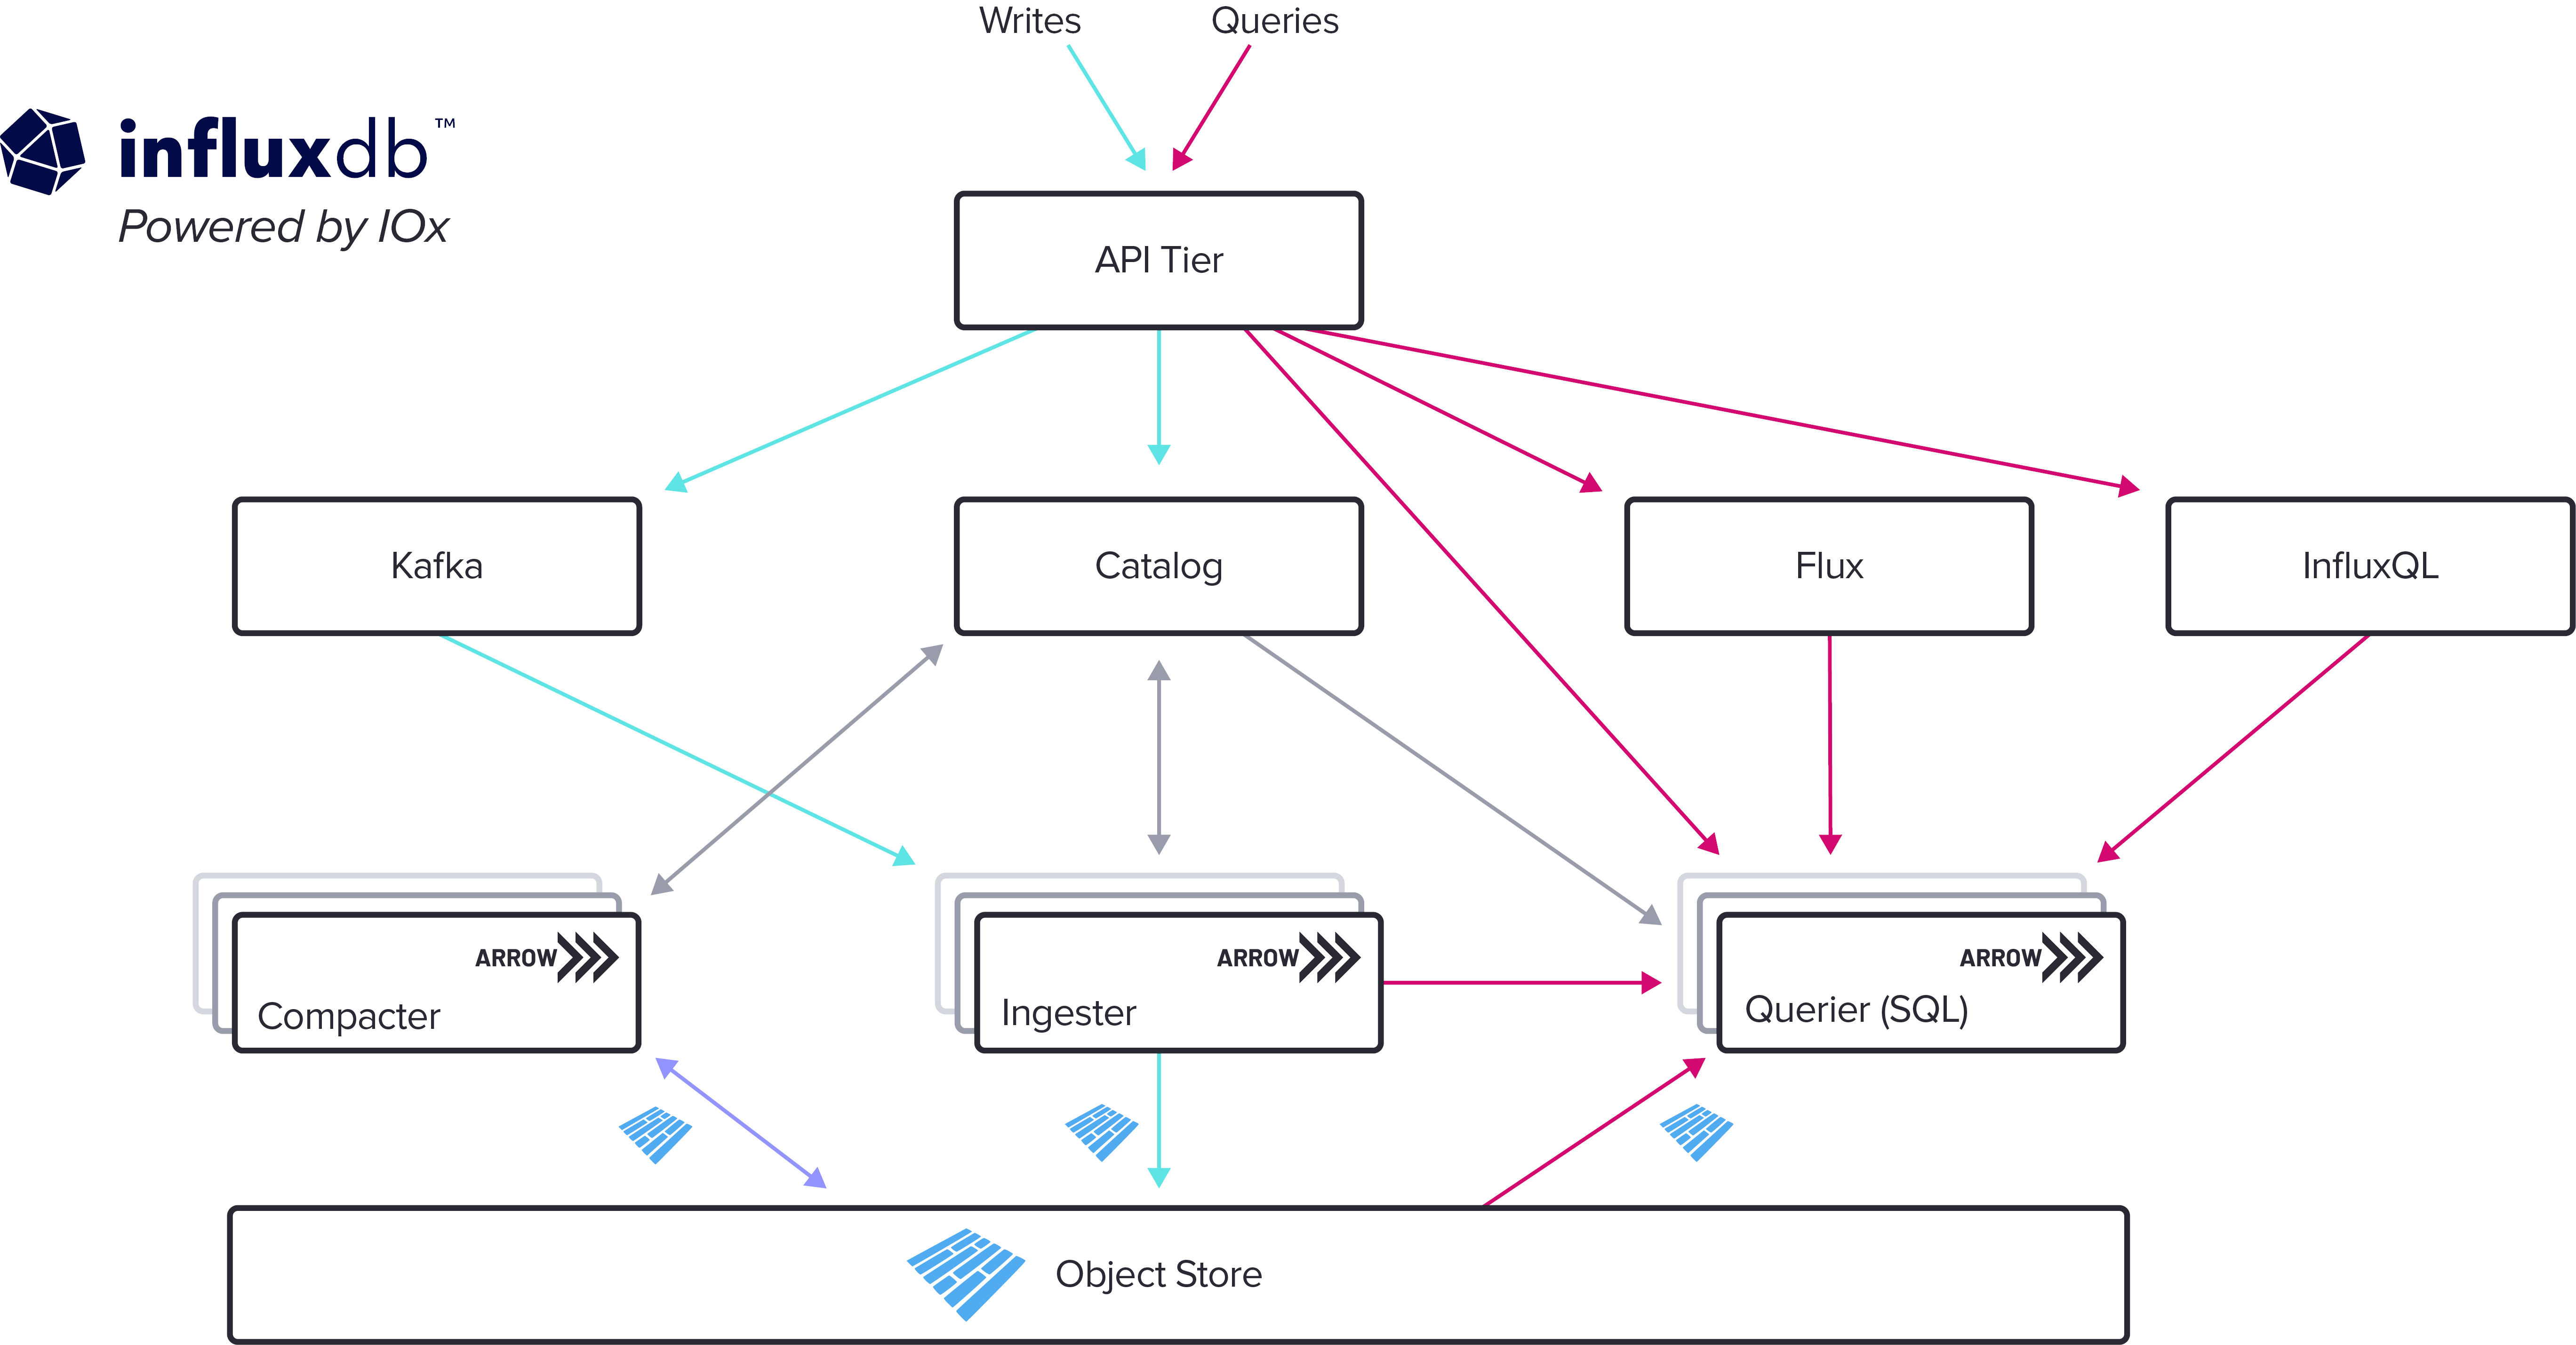 Writes
Queries
influxdb™
Powered by IOx
API Tier
Kafka
Catalog
Flux
InfluxQL
ARROW
Compacter
ARROW
Ingester
ARROW
Querier (SQL)
Object Store